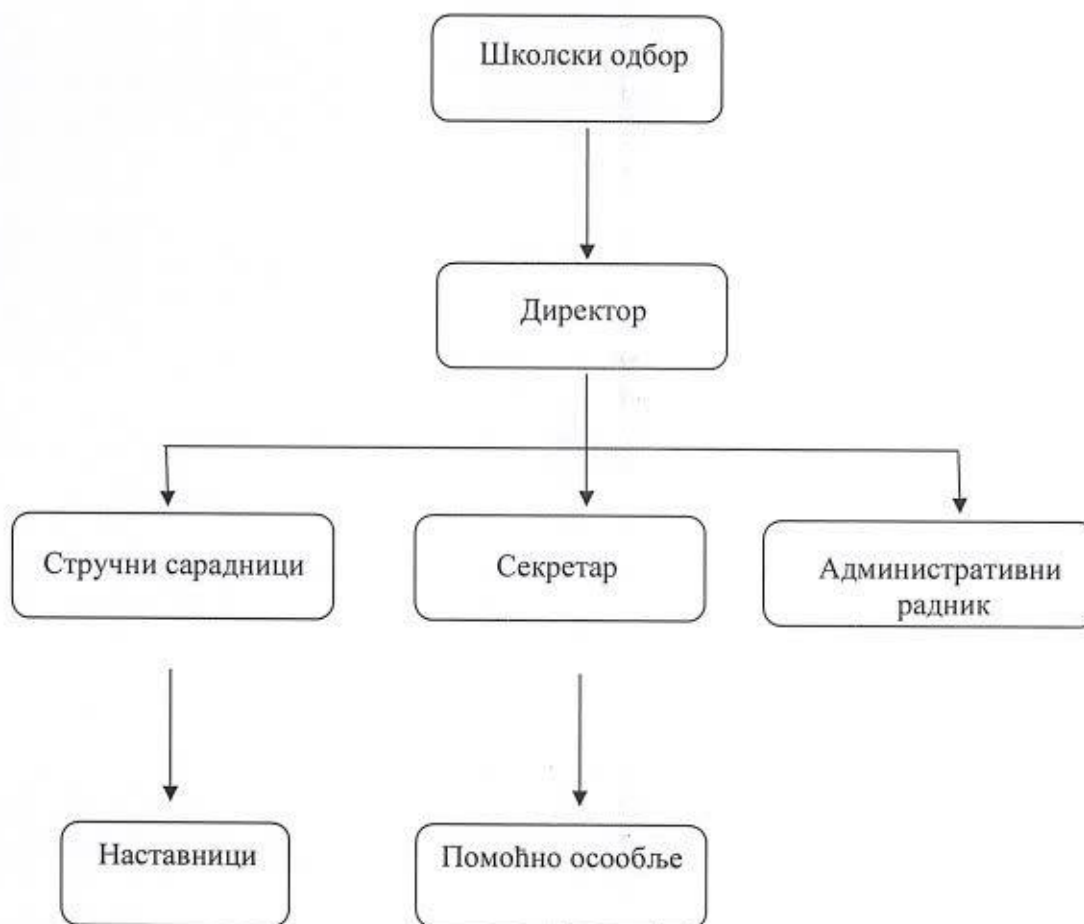 Школски одбор
Директор
Стручни сарадници
Секретар
Административни
радник
Наставници
Помоћно осообље